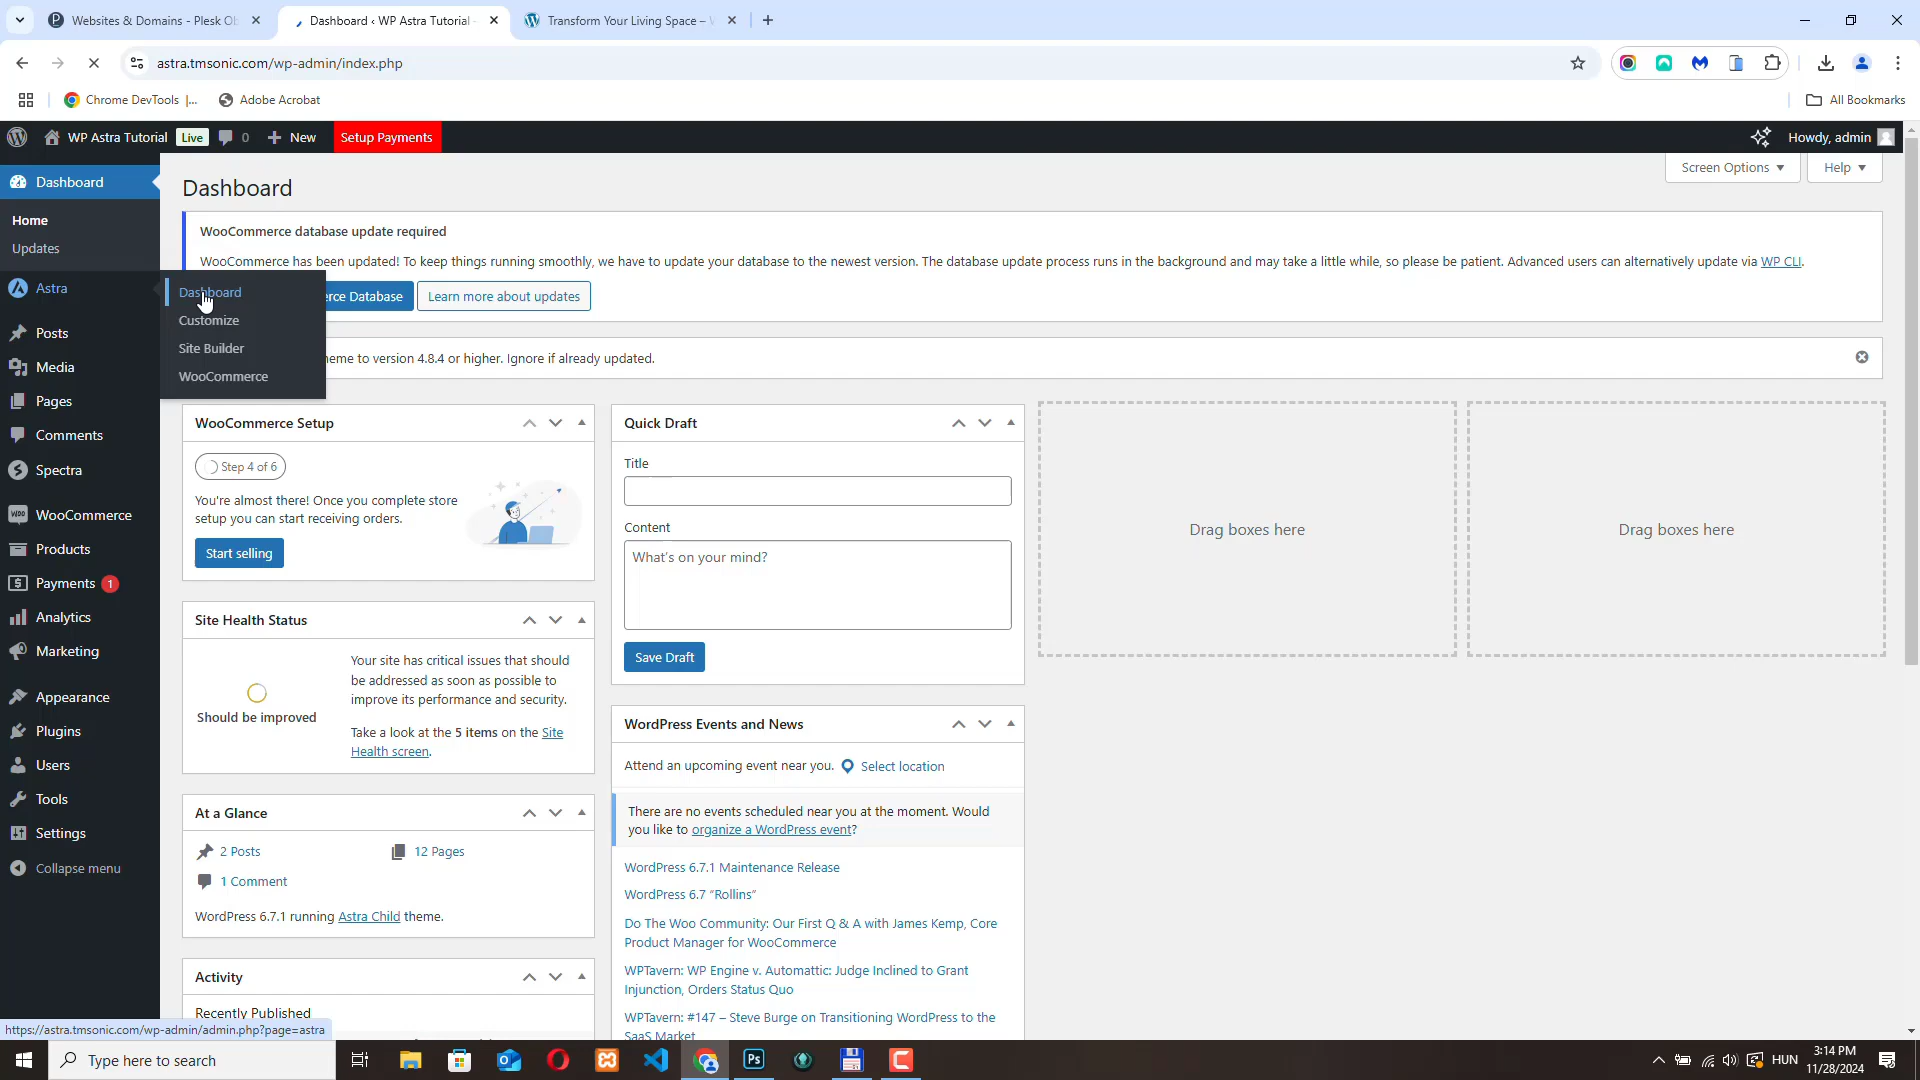 Websites & Domains - Plesk Ob
Dashboard ‹ WP Astra Tutorial -
Transform Your Living Space – W
astra.tmsonic.com/wp-admin/index.php
Chrome DevTools |...
Adobe Acrobat
All Bookmarks
WP Astra Tutorial
Live
0
New
Setup Payments
Howdy, admin
Screen Options
Help
Dashboard
Home
Updates
Astra
Posts
Media
Pages
Comments
Spectra
WooCommerce
Products
Payments 1
Analytics
Marketing
Appearance
Plugins
Users
Tools
Settings
Collapse menu
Dashboard
Customize
Site Builder
WooCommerce
Dashboard
WooCommerce database update required
WooCommerce has been updated! To keep things running smoothly, we have to update your database to the newest version. The database update process runs in the background and may take a little while, so please be patient. Advanced users can alternatively update via WP CLI.
erce Database
Learn more about updates
eme to version 4.8.4 or higher. Ignore if already updated.
WooCommerce Setup
Step 4 of 6
You're almost there! Once you complete store
setup you can start receiving orders.
Start selling
Site Health Status
Should be improved
Your site has critical issues that should
be addressed as soon as possible to
improve its performance and security.
Take a look at the 5 items on the Site
Health screen.
At a Glance
2 Posts
12 Pages
1 Comment
WordPress 6.7.1 running Astra Child theme.
Activity
Recently Published
Quick Draft
Title
Content
What's on your mind?
Save Draft
WordPress Events and News
Attend an upcoming event near you.
Select location
There are no events scheduled near you at the moment. Would
you like to organize a WordPress event?
WordPress 6.7.1 Maintenance Release
WordPress 6.7 “Rollins”
Do The Woo Community: Our First Q & A with James Kemp, Core
Product Manager for WooCommerce
WPTavern: WP Engine v. Automattic: Judge Inclined to Grant
Injunction, Orders Status Quo
WPTavern: #147 – Steve Burge on Transitioning WordPress to the
SaaS Market
Drag boxes here
Drag boxes here
https://astra.tmsonic.com/wp-admin/admin.php?page=astra
Type here to search
Ps
HUN
3:14 PM
11/28/2024